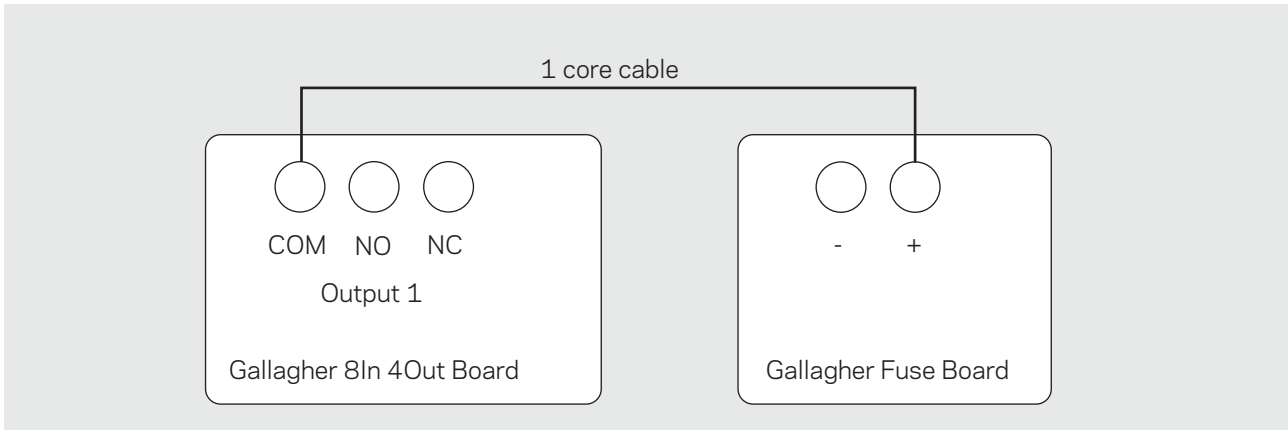 1 core cable
COM NO NC
Output 1
Gallagher 8In 4Out Board
- +
Gallagher Fuse Board